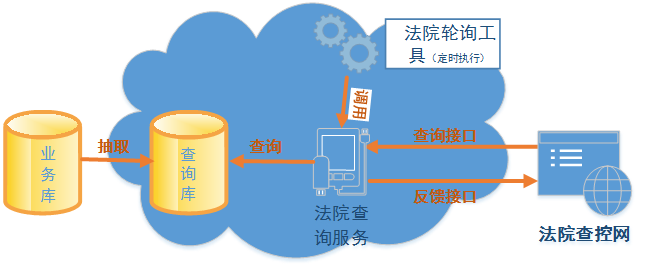 法院轮询工
具（定时执行）
调用
业
务
库
抽取
查
询
库
查询
法院查
询服务
查询接口
反馈接口
法院查控网